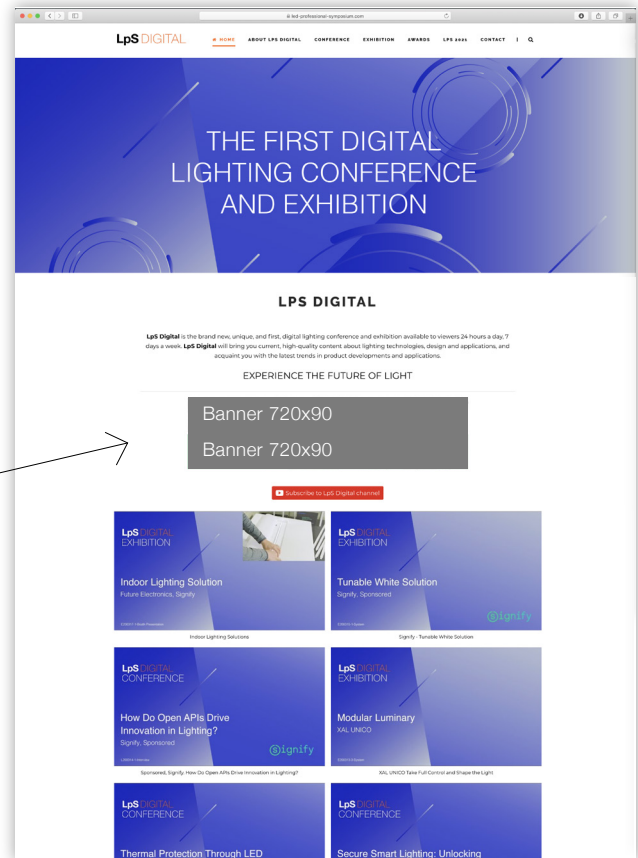 led-professional-symposium.com
LpS DIGITAL
HOME ABOUT LPS DIGITAL CONFERENCE EXHIBITION AWARDS LPS 2021 CONTACT
THE FIRST DIGITAL
LIGHTING CONFERENCE
AND EXHIBITION
LPS DIGITAL
LpS Digital is the brand new, unique, and first, digital lighting conference and exhibition available to viewers 24 hours a day, 7
days a week. LpS Digital will bring you current, high-quality content about lighting technologies, design and applications, and
acquaint you with the latest trends in product developments and applications.
EXPERIENCE THE FUTURE OF LIGHT
Banner 720x90
Banner 720x90
Subscribe to LpS Digital channel
LpS DIGITAL
EXHIBITION
Indoor Lighting Solution
Future Electronics, Signify
Indoor Lighting Solutions
LpS DIGITAL
EXHIBITION
Tunable White Solution
Signify, Sponsored
Signify
Signify - Tunable White Solution
LpS DIGITAL
CONFERENCE
How Do Open APIs Drive
Innovation in Lighting?
Signify, Sponsored
Signify
Sponsored, Signify. How Do Open APIs Drive Innovation in Lighting?
LpS DIGITAL
EXHIBITION
Modular Luminary
XAL UNICO
XAL UNICO Take Full Control and Shape the Light
LpS DIGITAL
CONFERENCE
Thermal Protection Through LED
LpS DIGITAL
CONFERENCE
Secure Smart Lighting: Unlocking